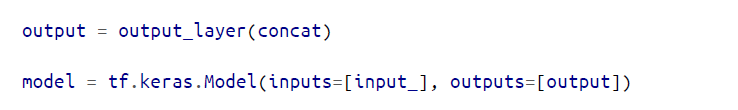 output = output_layer(concat)
model = tf.keras.Model(inputs=[input_], outputs=[output])